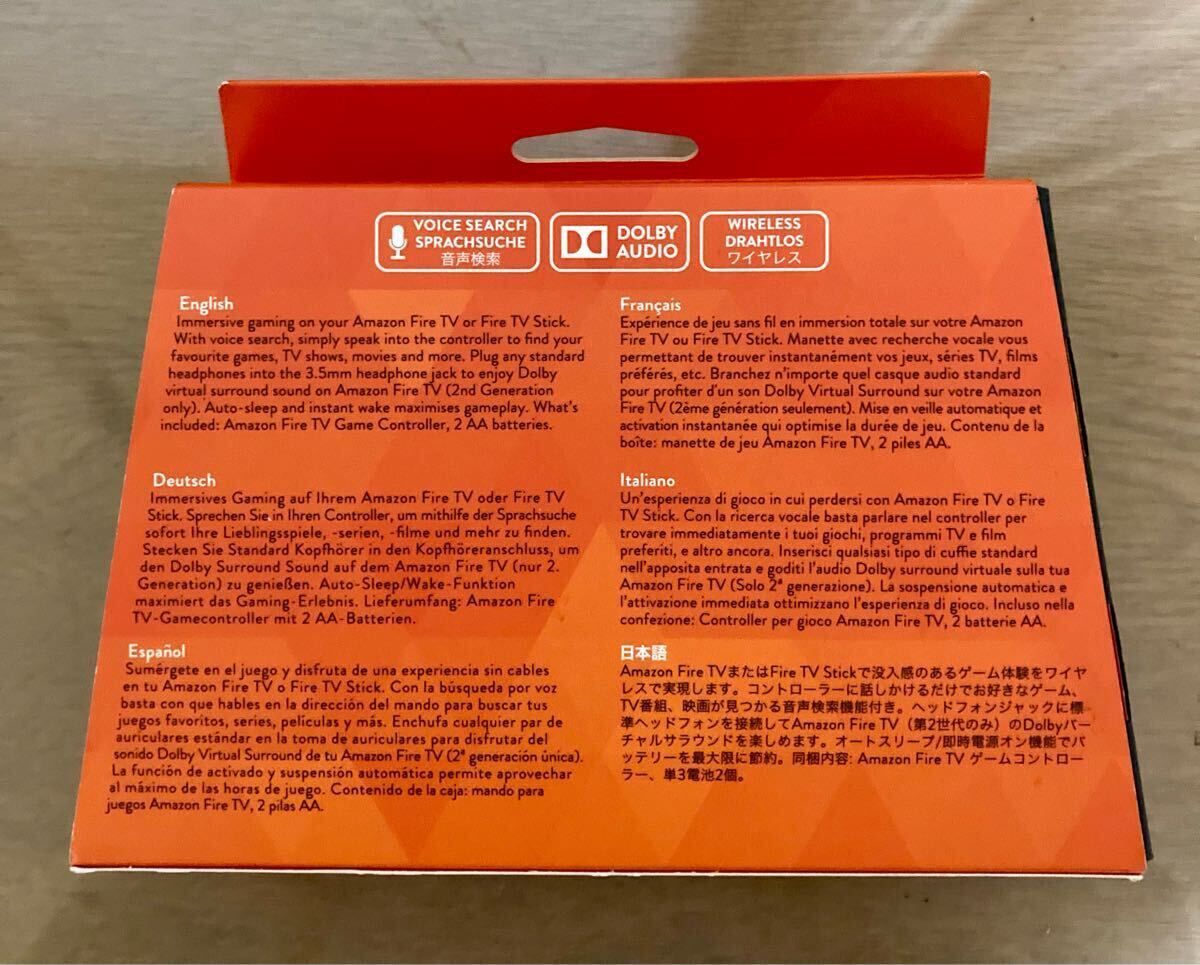 VOICE SEARCH
SPRACHSUCHE
音声検索
DOLBY
AUDIO
WIRELESS
DRAHTLOS
ワイヤレス
English
Immersive gaming on your Amazon Fire TV or Fire TV Stick.
With voice search, simply speak into the controller to find your
favourite games, TV shows, movies and more. Plug any standard
headphones into the 3.5mm headphone jack to enjoy Dolby
virtual surround sound on Amazon Fire TV (2nd Generation
only). Auto-sleep and instant wake maximises gameplay. What's
included: Amazon Fire TV Game Controller, 2 AA batteries.
Français
Expérience de jeu sans fil en immersion totale sur votre Amazon
Fire TV ou Fire TV Stick. Manette avec recherche vocale vous
permettant de trouver instantanément vos jeux, séries TV, films
préférés, etc. Branchez n'importe quel casque audio standard
pour profiter d'un son Dolby Virtual Surround sur votre Amazon
Fire TV (2ème génération seulement). Mise en veille automatique et
activation instantanée qui optimise la durée de jeu. Contenu de la
boîte: manette de jeu Amazon Fire TV, 2 piles AA.
Deutsch
Immersives Gaming auf Ihrem Amazon Fire TV oder Fire TV
Stick. Sprechen Sie in Ihren Controller, um mithilfe der Sprachsuche
sofort Ihre Lieblingsspiele, -serien, -filme und mehr zu finden.
Stecken Sie Standard Kopfhörer in den Kopfhöreranschluss, um
den Dolby Surround Sound auf dem Amazon Fire TV (nur 2.
Generation) zu genießen. Auto-Sleep/Wake-Funktion
maximiert das Gaming-Erlebnis. Lieferumfang: Amazon Fire
TV-Gamecontroller mit 2 AA-Batterien.
Italiano
Un'esperienza di gioco in cui perdersi con Amazon Fire TV o Fire
TV Stick. Con la ricerca vocale basta parlare nel controller per
trovare immediatamente i tuoi giochi, programmi TV e film
preferiti, e altro ancora. Inserisci qualsiasi tipo di cuffie standard
nell'apposita entrata e goditi l'audio Dolby surround virtuale sulla tua
Amazon Fire TV (Solo 2ª generazione). La sospensione automatica e
l'attivazione immediata ottimizzano l'esperienza di gioco. Incluso nella
confezione: Controller per gioco Amazon Fire TV, 2 batterie AA.
Español
Sumérgete en el juego y disfruta de una experiencia sin cables
en tu Amazon Fire TV o Fire TV Stick. Con la búsqueda por voz
basta con que hables en la dirección del mando para buscar tus
juegos favoritos, series, películas y más. Enchufa cualquier par de
auriculares estándar en la toma de auriculares para disfrutar del
sonido Dolby Virtual Surround de tu Amazon Fire TV (2ª generación única).
La función de activado y suspensión automática permite aprovechar
al máximo de las horas de juego. Contenido de la caja: mando para
juegos Amazon Fire TV, 2 pilas AA.
日本語
Amazon Fire TVまたはFire TV Stickで没入感のあるゲーム体験をワイヤ
レスで実現します。コントローラーに話しかけるだけでお好きなゲーム、
TV番組、映画が見つかる音声検索機能付き。ヘッドフォンジャックに標
準ヘッドフォンを接続してAmazon Fire TV（第2世代のみ）のDolbyバー
チャルサラウンドを楽しめます。オートスリープ/即時電源オン機能でバ
ッテリーを最大限に節約。同梱内容: Amazon Fire TV ゲームコントロー
ラー、単3電池2個。